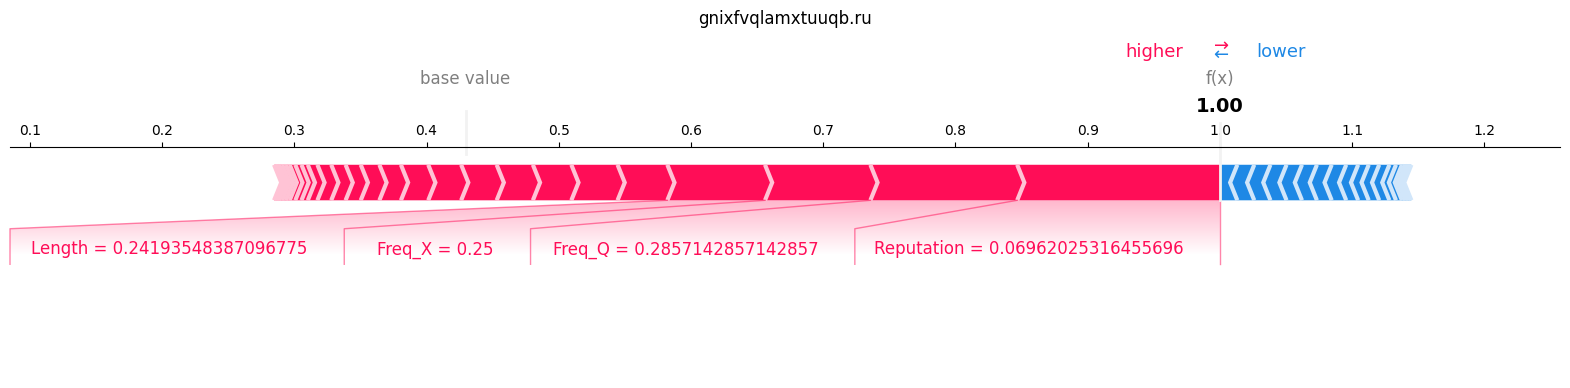 gnixfvqlamxtuuqb.ru
higher ⇄ lower
base value f(x)
1.00
0.1 0.2 0.3 0.4 0.5 0.6 0.7 0.8 0.9 1.0 1.1 1.2
Length = 0.24193548387096775 Freq_X = 0.25 Freq_Q = 0.2857142857142857 Reputation = 0.06962025316455696